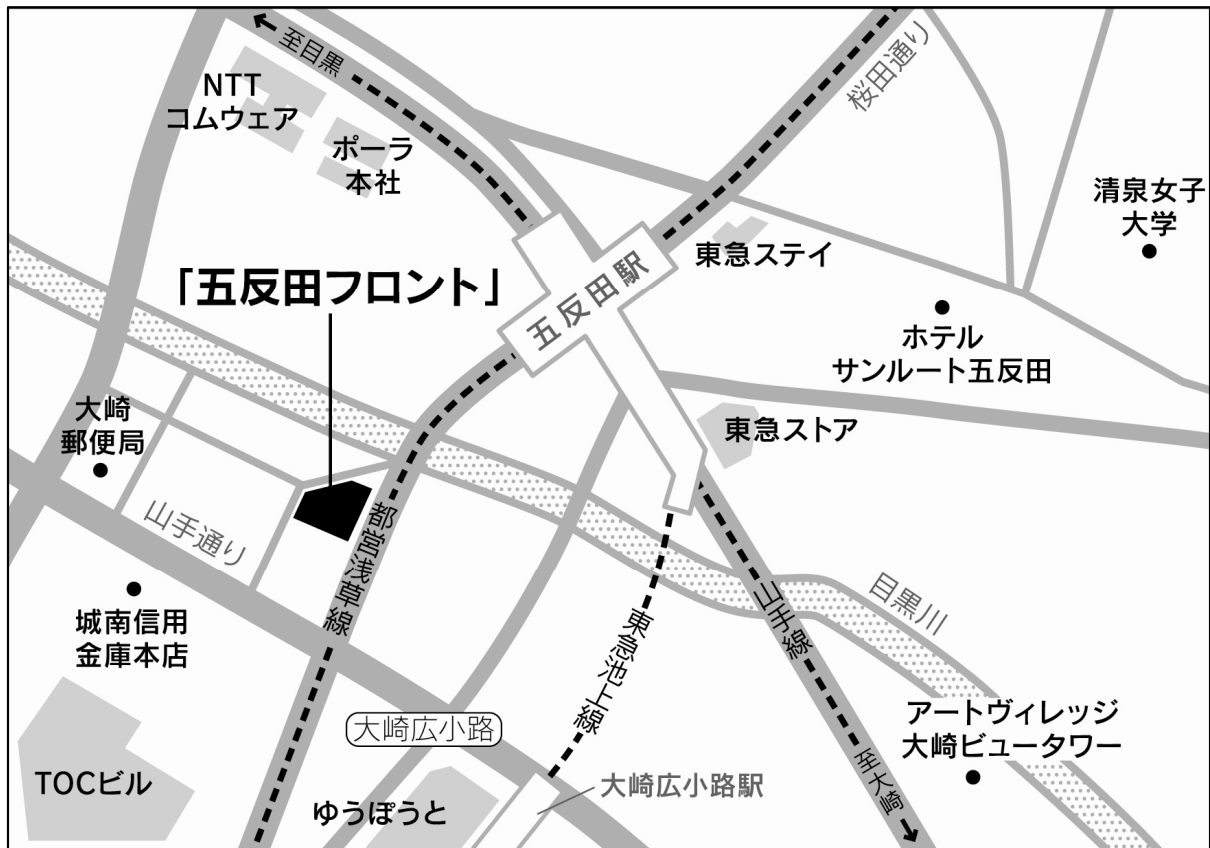 至目黒
NTT
コムウェア
ポーラ
本社
桜田通り
清泉女子
大学
東急ステイ
五反田駅
「五反田フロント」
ホテル
サンルート五反田
大崎
郵便局
東急ストア
山手通り
都営浅草線
目黒川
山手線
城南信用
金庫本店
東急池上線
大崎広小路
アートヴィレッジ
大崎ビュータワー
至大崎
TOCビル
大崎広小路駅
ゆうぽうと